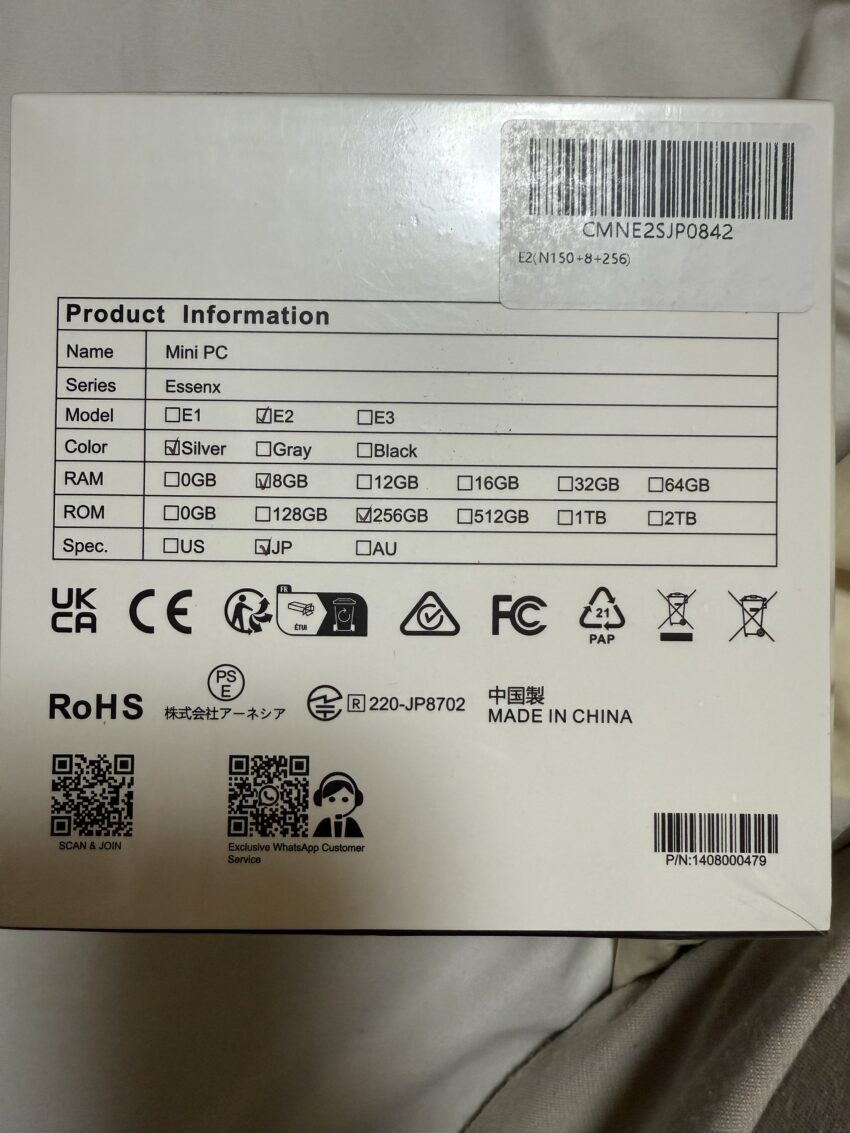 CMNE2SJP0842
E2(N150+8+256)
Product Information
Name Mini PC
Series Essenx
Model ☐E1 ☑E2 ☐E3
Color ☑Silver ☐Gray ☐Black
RAM ☐0GB ☑8GB ☐12GB ☐16GB ☐32GB ☐64GB
ROM ☐0GB ☐128GB ☑256GB ☐512GB ☐1TB ☐2TB
Spec. ☐US ☑JP ☐AU
UK
CA
CE
FR
ÉTUI
FC
21
PAP
RoHS
PS
E
株式会社アーネシア
R 220-JP8702
中国製
MADE IN CHINA
SCAN & JOIN
Exclusive WhatsApp Customer
Service
P/N:1408000479